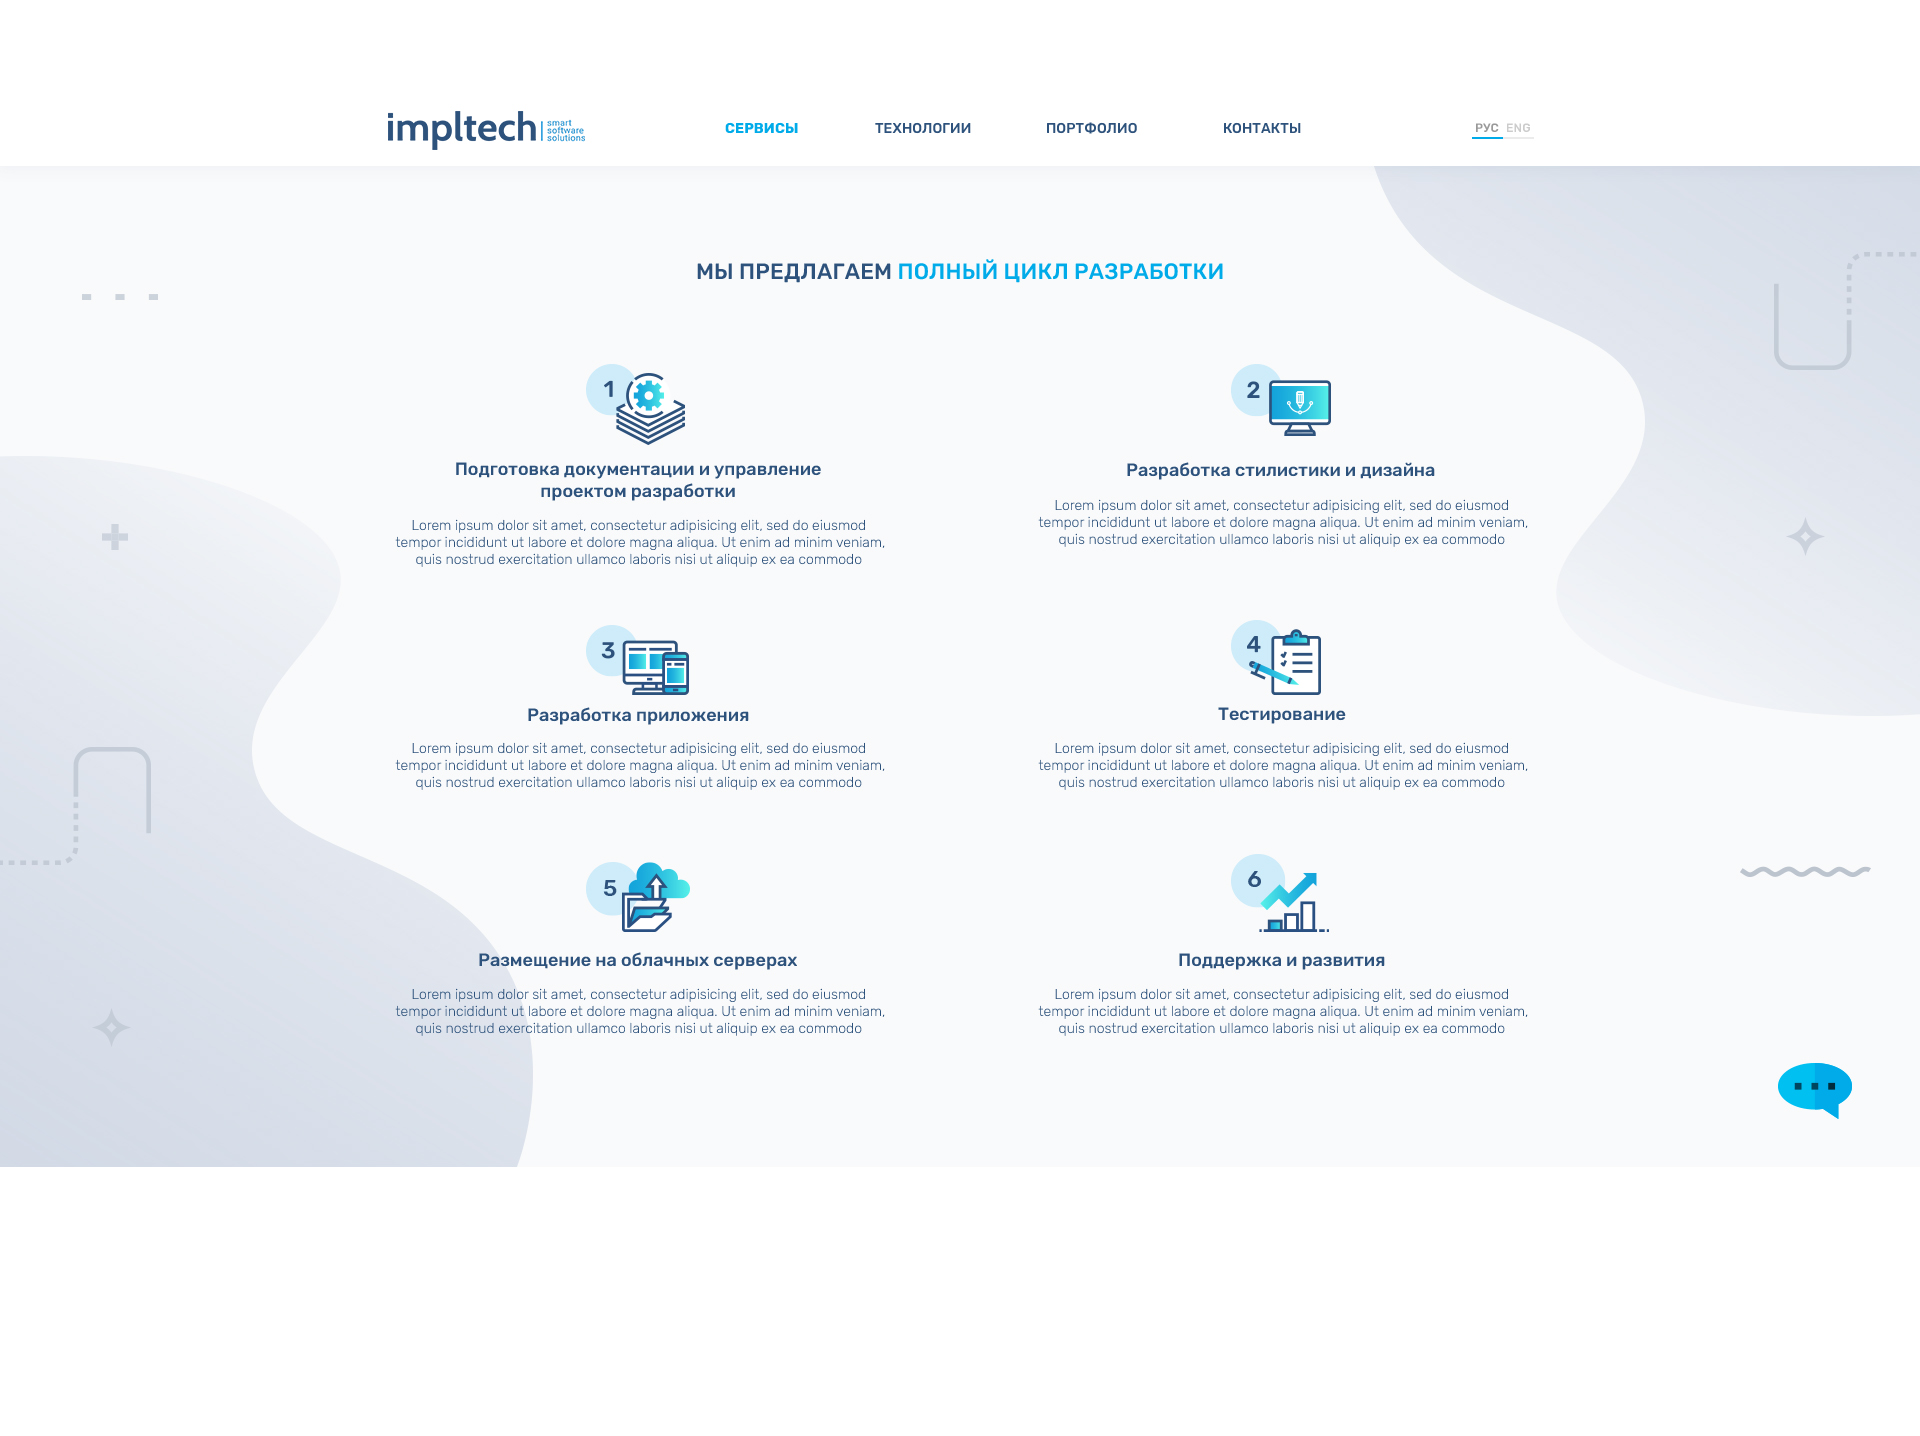 impltech
smart
software
solutions
СЕРВИСЫ
ТЕХНОЛОГИИ
ПОРТФОЛИО
КОНТАКТЫ
РУС ENG
МЫ ПРЕДЛАГАЕМ ПОЛНЫЙ ЦИКЛ РАЗРАБОТКИ
1
Подготовка документации и управление
проектом разработки
Lorem ipsum dolor sit amet, consectetur adipisicing elit, sed do eiusmod
tempor incididunt ut labore et dolore magna aliqua. Ut enim ad minim veniam,
quis nostrud exercitation ullamco laboris nisi ut aliquip ex ea commodo
2
Разработка стилистики и дизайна
Lorem ipsum dolor sit amet, consectetur adipisicing elit, sed do eiusmod
tempor incididunt ut labore et dolore magna aliqua. Ut enim ad minim veniam,
quis nostrud exercitation ullamco laboris nisi ut aliquip ex ea commodo
3
Разработка приложения
Lorem ipsum dolor sit amet, consectetur adipisicing elit, sed do eiusmod
tempor incididunt ut labore et dolore magna aliqua. Ut enim ad minim veniam,
quis nostrud exercitation ullamco laboris nisi ut aliquip ex ea commodo
4
Тестирование
Lorem ipsum dolor sit amet, consectetur adipisicing elit, sed do eiusmod
tempor incididunt ut labore et dolore magna aliqua. Ut enim ad minim veniam,
quis nostrud exercitation ullamco laboris nisi ut aliquip ex ea commodo
5
Размещение на облачных серверах
Lorem ipsum dolor sit amet, consectetur adipisicing elit, sed do eiusmod
tempor incididunt ut labore et dolore magna aliqua. Ut enim ad minim veniam,
quis nostrud exercitation ullamco laboris nisi ut aliquip ex ea commodo
6
Поддержка и развития
Lorem ipsum dolor sit amet, consectetur adipisicing elit, sed do eiusmod
tempor incididunt ut labore et dolore magna aliqua. Ut enim ad minim veniam,
quis nostrud exercitation ullamco laboris nisi ut aliquip ex ea commodo